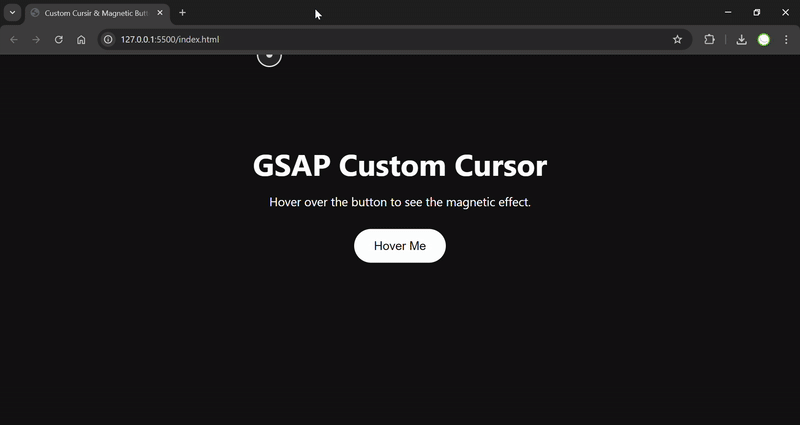 Custom Cursir & Magnetic Butt
127.0.0.1:5500/index.html
GSAP Custom Cursor
Hover over the button to see the magnetic effect.
Hover Me